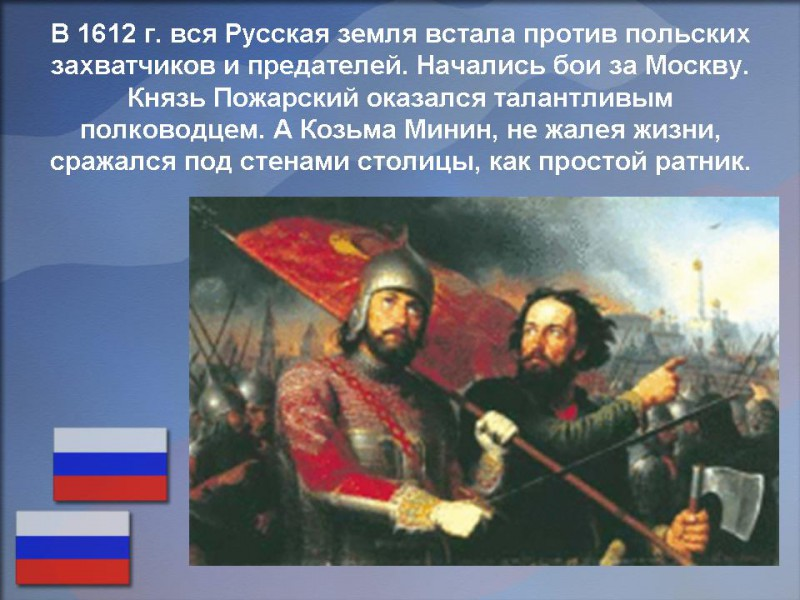 В 1612 г. вся Русская земля встала против польских
захватчиков и предателей. Начались бои за Москву.
Князь Пожарский оказался талантливым
полководцем. А Козьма Минин, не жалея жизни,
сражался под стенами столицы, как простой ратник.